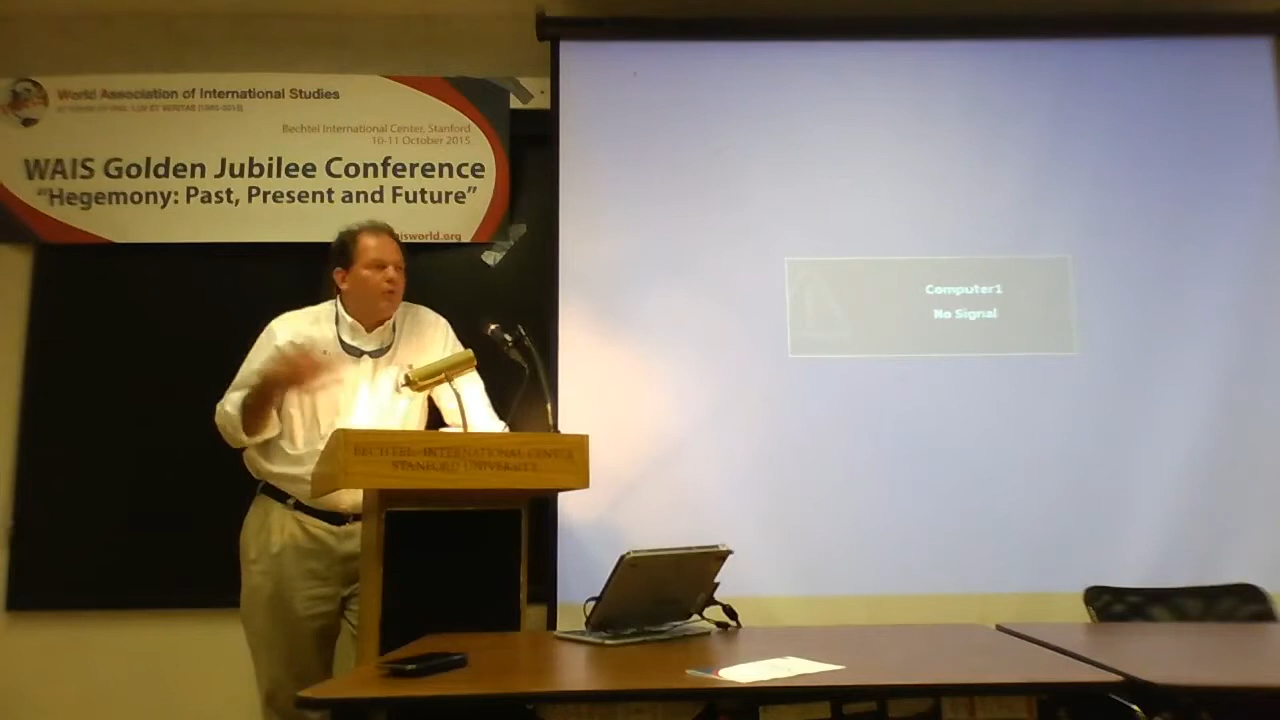 World Association of International Studies
Bechtel International Center, Stanford
10-11 October 2015
WAIS Golden Jubilee Conference
“Hegemony: Past, Present and Future”
aisworld.org
Computer1
No Signal
BECHTEL INTERNATIONAL CENTER
STANFORD UNIVERSITY